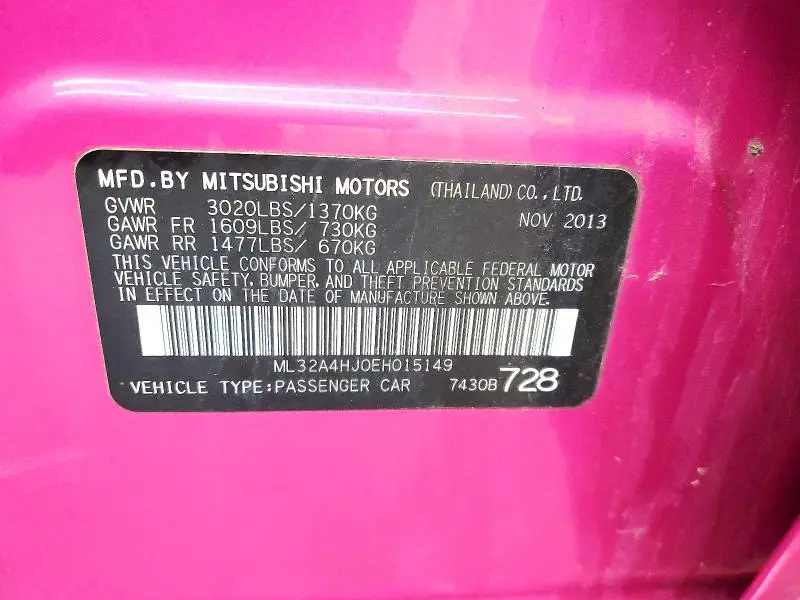 MFD.BY MITSUBISHI MOTORS (THAILAND)CO.,LTD.
GVWR 3020LBS/1370KG NOV 2013
GAWR FR 1609LBS/ 730KG
GAWR RR 1477LBS/ 670KG
THIS VEHICLE CONFORMS TO ALL APPLICABLE FEDERAL MOTOR
VEHICLE SAFETY, BUMPER, AND THEFT PREVENTION STANDARDS
IN EFFECT ON THE DATE OF MANUFACTURE SHOWN ABOVE.
ML32A4HJ0EH015149
VEHICLE TYPE:PASSENGER CAR 7430B 728